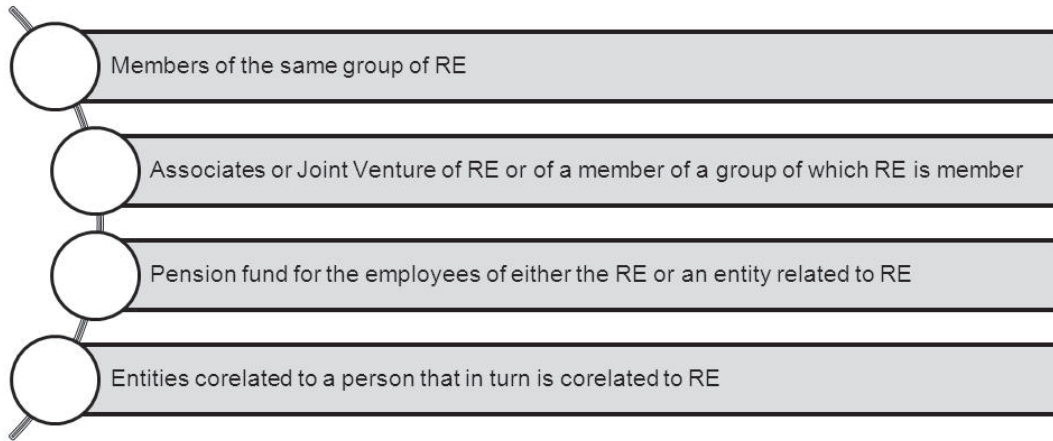 Members of the same group of RE
Associates or Joint Venture of RE or of a member of a group of which RE is member
Pension fund for the employees of either the RE or an entity related to RE
Entities corelated to a person that in turn is corelated to RE